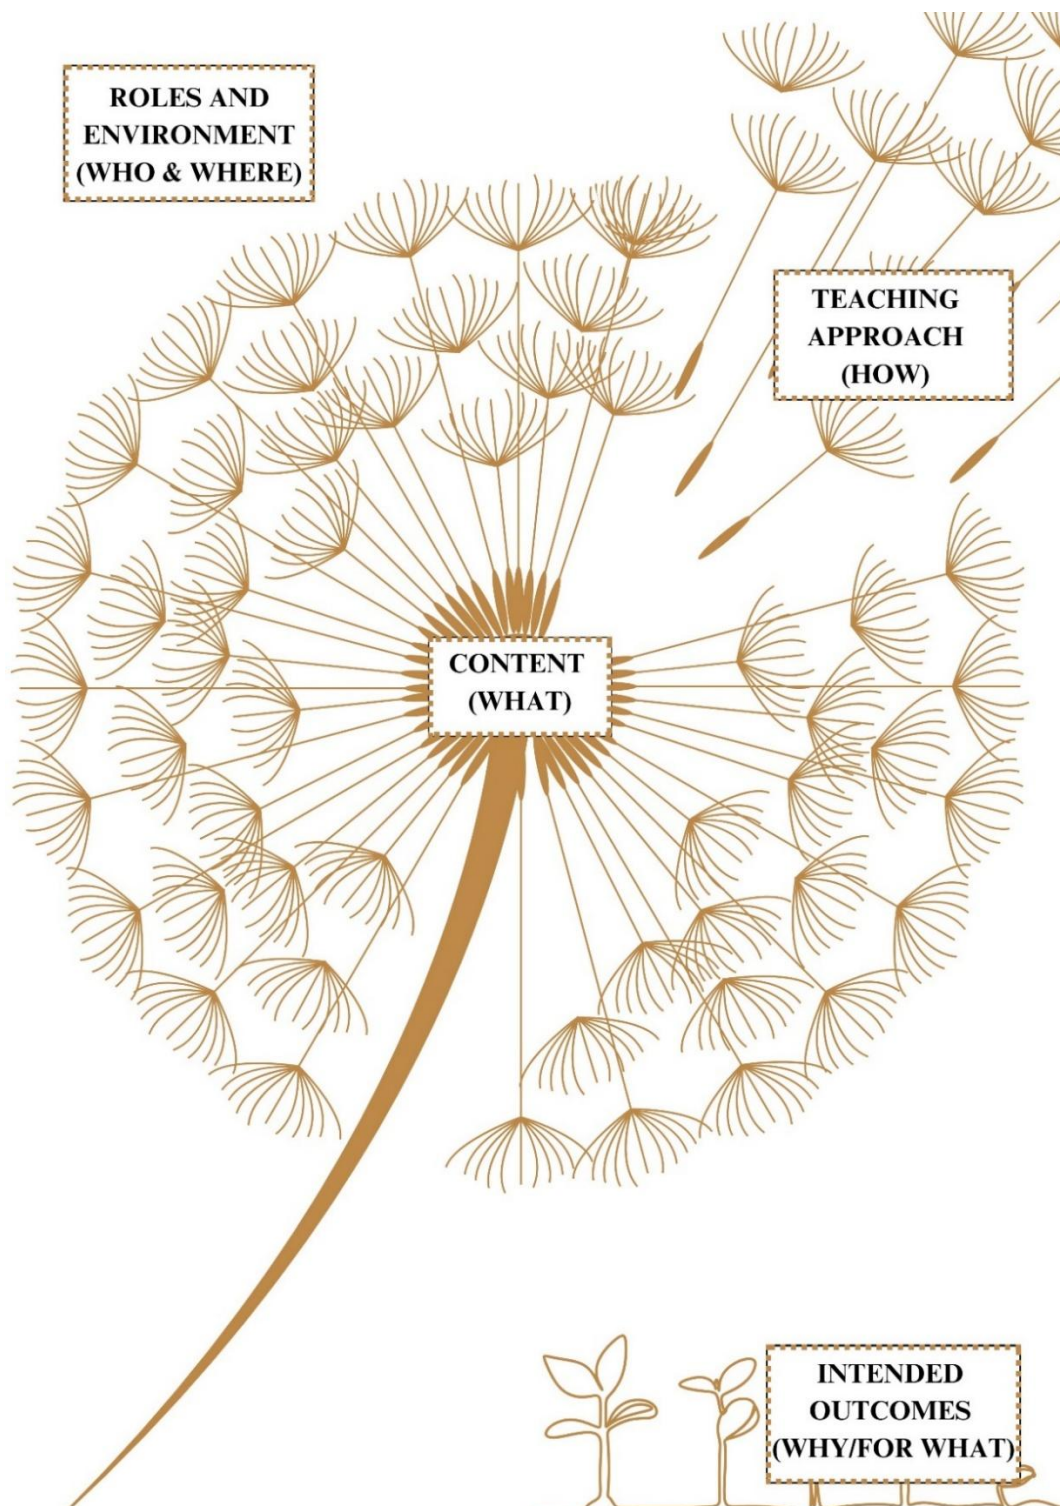 ROLES AND
ENVIRONMENT
(WHO & WHERE)
TEACHING
APPROACH
(HOW)
CONTENT
(WHAT)
INTENDED
OUTCOMES
(WHY/FOR WHAT)